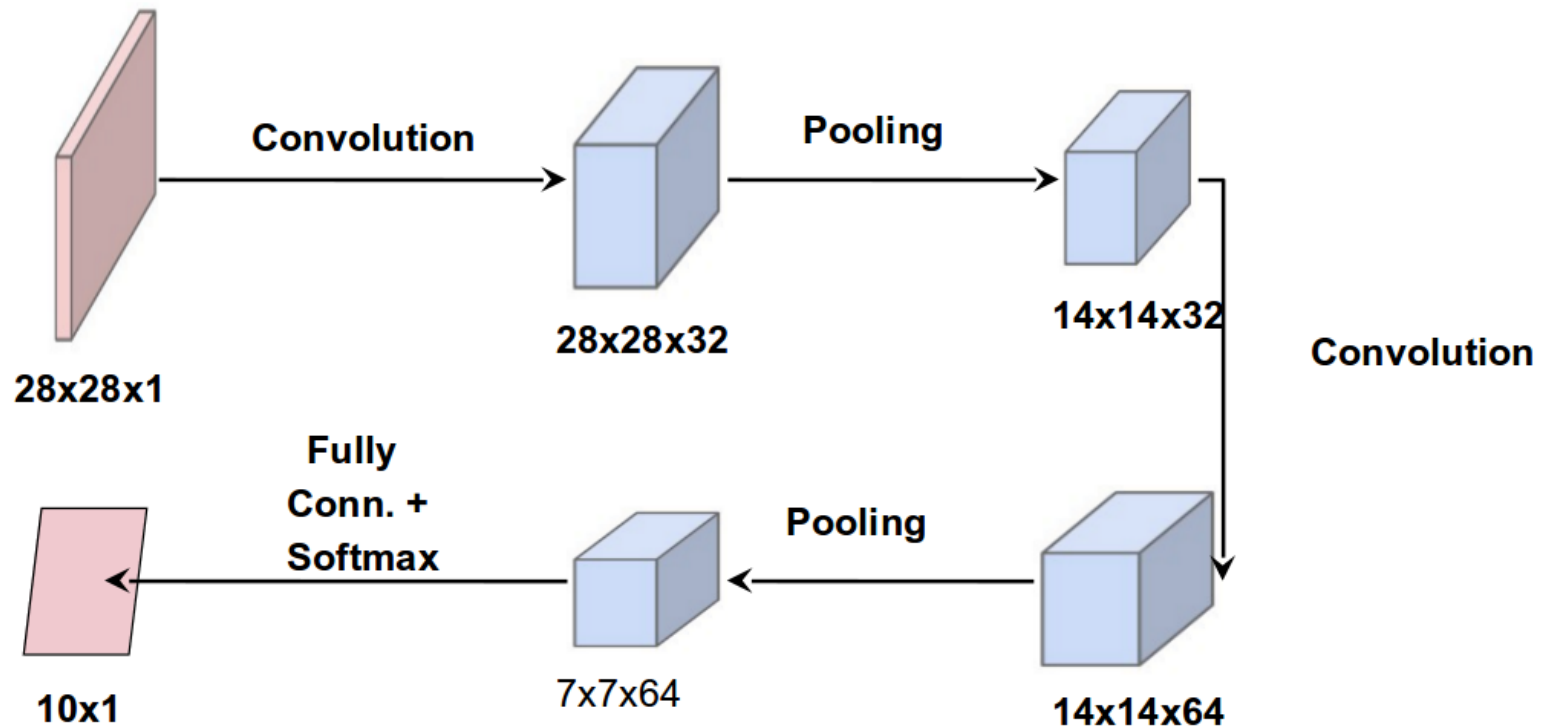 Convolution
Pooling
28x28x1
28x28x32
14x14x32
Convolution
Fully
Conn. +
Softmax
Pooling
10x1
7x7x64
14x14x64